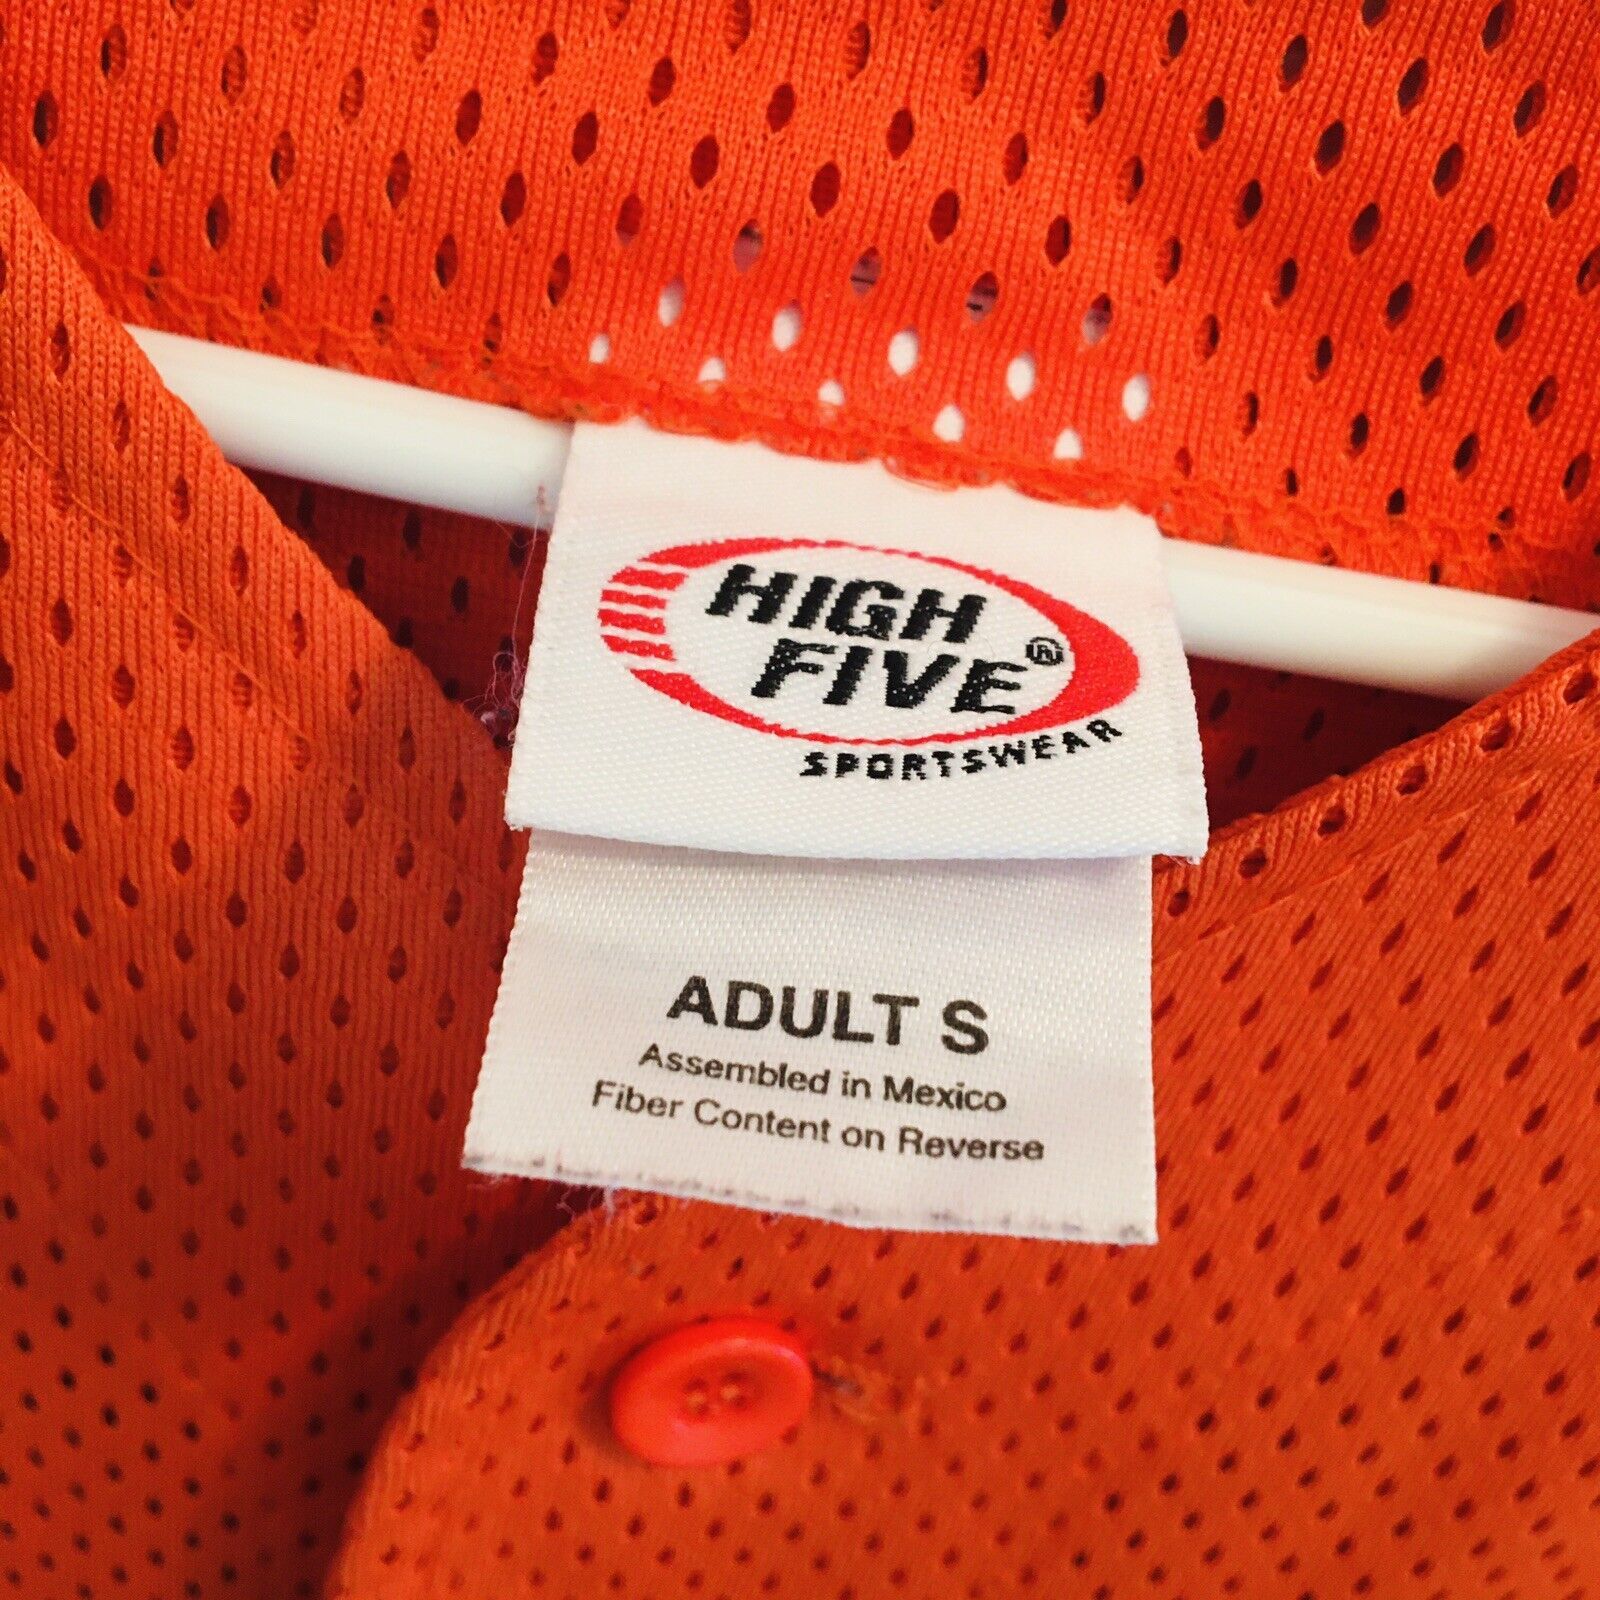 HIGH
FIVE®
SPORTSWEAR
ADULT S
Assembled in Mexico
Fiber Content on Reverse